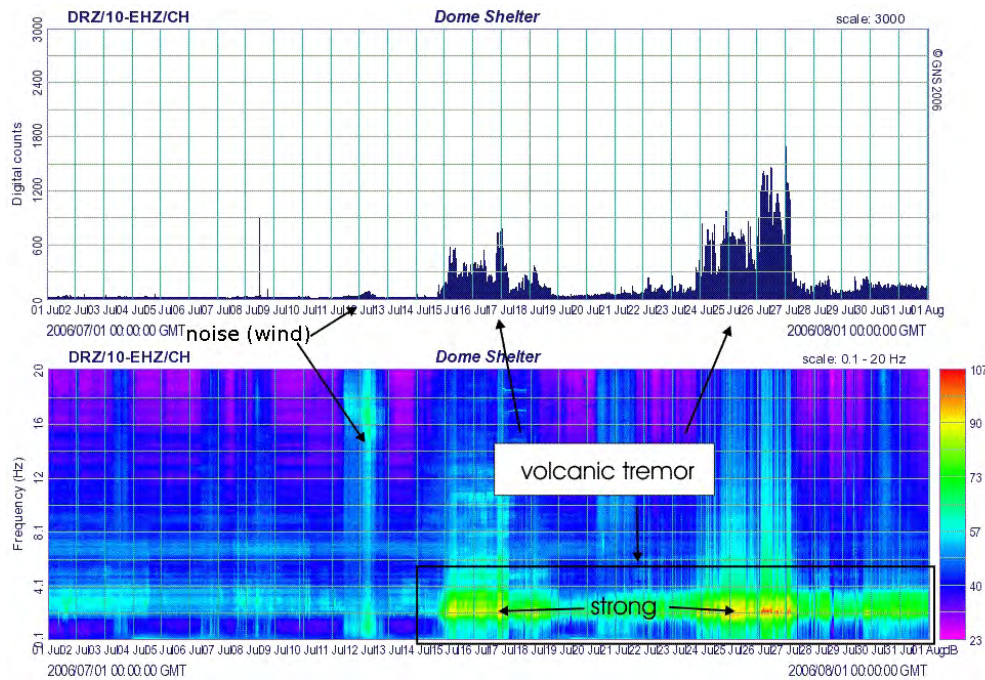 DRZ/10-EHZ/CH Dome Shelter scale: 3000
3000
2400
1800
1200
600
Digital counts
© GNS 2006
01 Jul02 Jul03 Jul04 Jul05 Jul06 Jul07 Jul08 Jul09 Jul10 Jul11 Jul12 Jul13 Jul14 Jul15 Jul16 Jul17 Jul18 Jul19 Jul20 Jul21 Jul22 Jul23 Jul24 Jul25 Jul26 Jul27 Jul28 Jul29 Jul30 Jul31 Jul01 Aug
2006/07/01 00:00:00 GMT 2006/08/01 00:00:00 GMT
noise (wind)
DRZ/10-EHZ/CH Dome Shelter scale: 0.1 - 20 Hz
20
16
12
8.1
4.1
0.1
Frequency (Hz)
volcanic tremor
strong
107
90
73
57
40
23
dB
01 Jul02 Jul03 Jul04 Jul05 Jul06 Jul07 Jul08 Jul09 Jul10 Jul11 Jul12 Jul13 Jul14 Jul15 Jul16 Jul17 Jul18 Jul19 Jul20 Jul21 Jul22 Jul23 Jul24 Jul25 Jul26 Jul27 Jul28 Jul29 Jul30 Jul31 Jul01 Aug
2006/07/01 00:00:00 GMT 2006/08/01 00:00:00 GMT